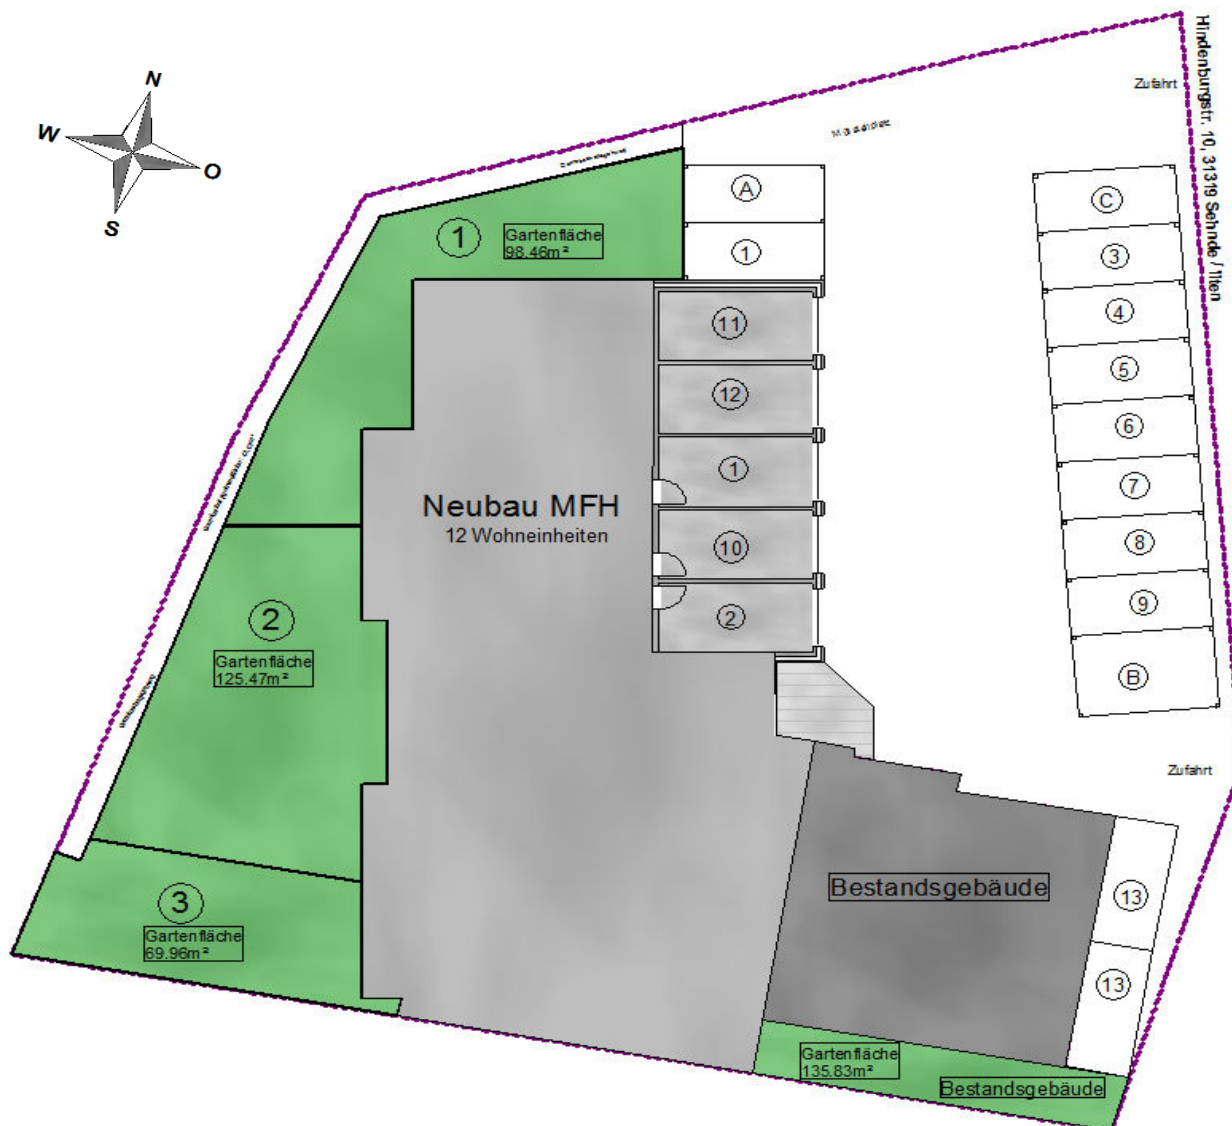 Hindenburgstr. 10, 31319 Sehnde / Ilten
Zufahrt
N
W
O
S
A
1
Gartenfläche
98.46m²
1
C
3
4
5
6
7
8
9
B
11
12
1
10
2
Neubau MFH
12 Wohneinheiten
2
Gartenfläche
125.47m²
Zufahrt
3
Gartenfläche
69.96m²
Bestandsgebäude
13
13
Gartenfläche
135.83m²
Bestandsgebäude